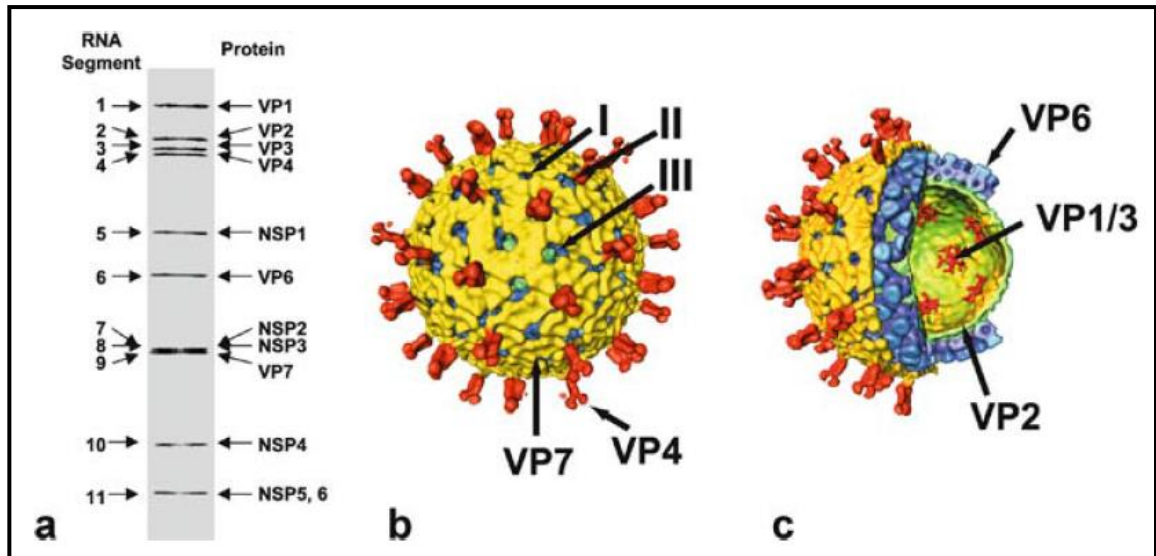 RNA
Segment
Protein
1
VP1
2
VP2
3
VP3
4
VP4
5
NSP1
6
VP6
7
NSP2
8
NSP3
9
VP7
10
NSP4
11
NSP5, 6
a
I
II
III
VP7
VP4
b
VP6
VP1/3
VP2
c